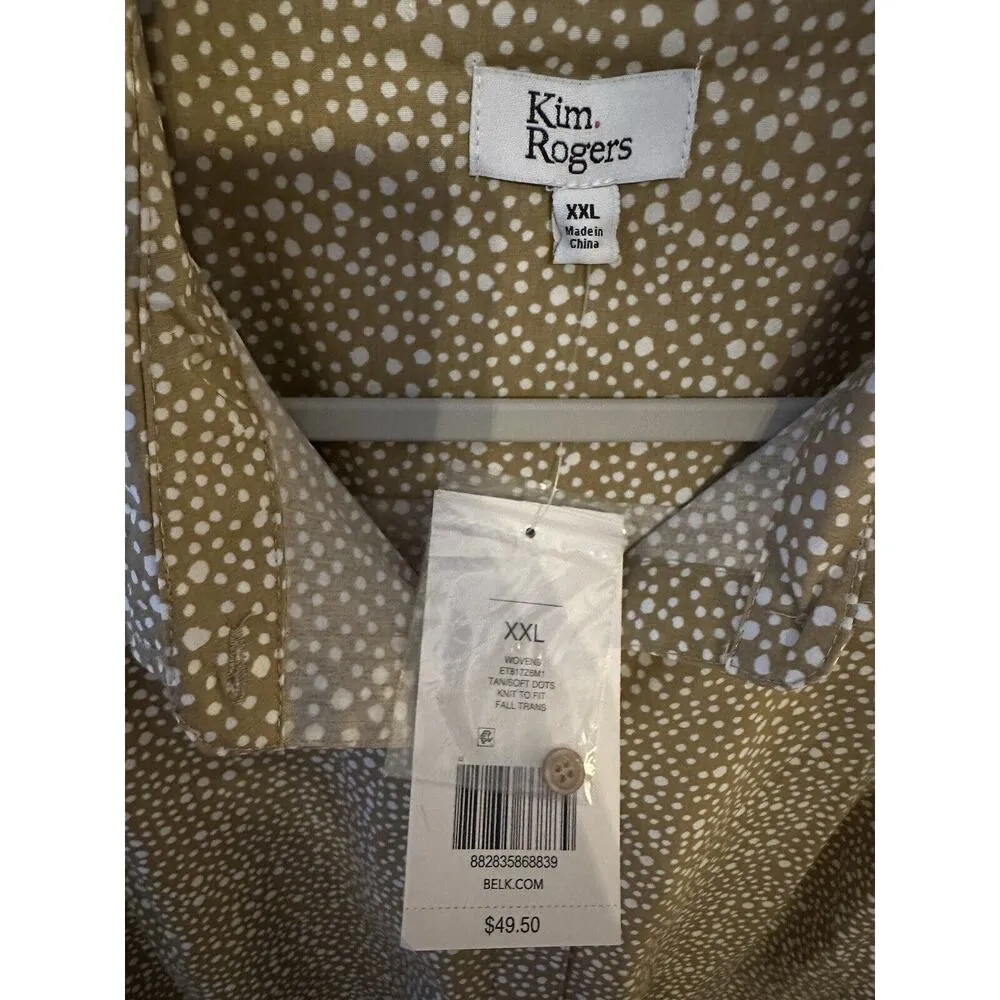 Kim.
Rogers
XXL
Made in
China
XXL
WOVENS
ET817Z6M1
TAN/SOFT DOTS
KNIT TO FIT
FALL TRANS
882835868839
BELK.COM
$49.50